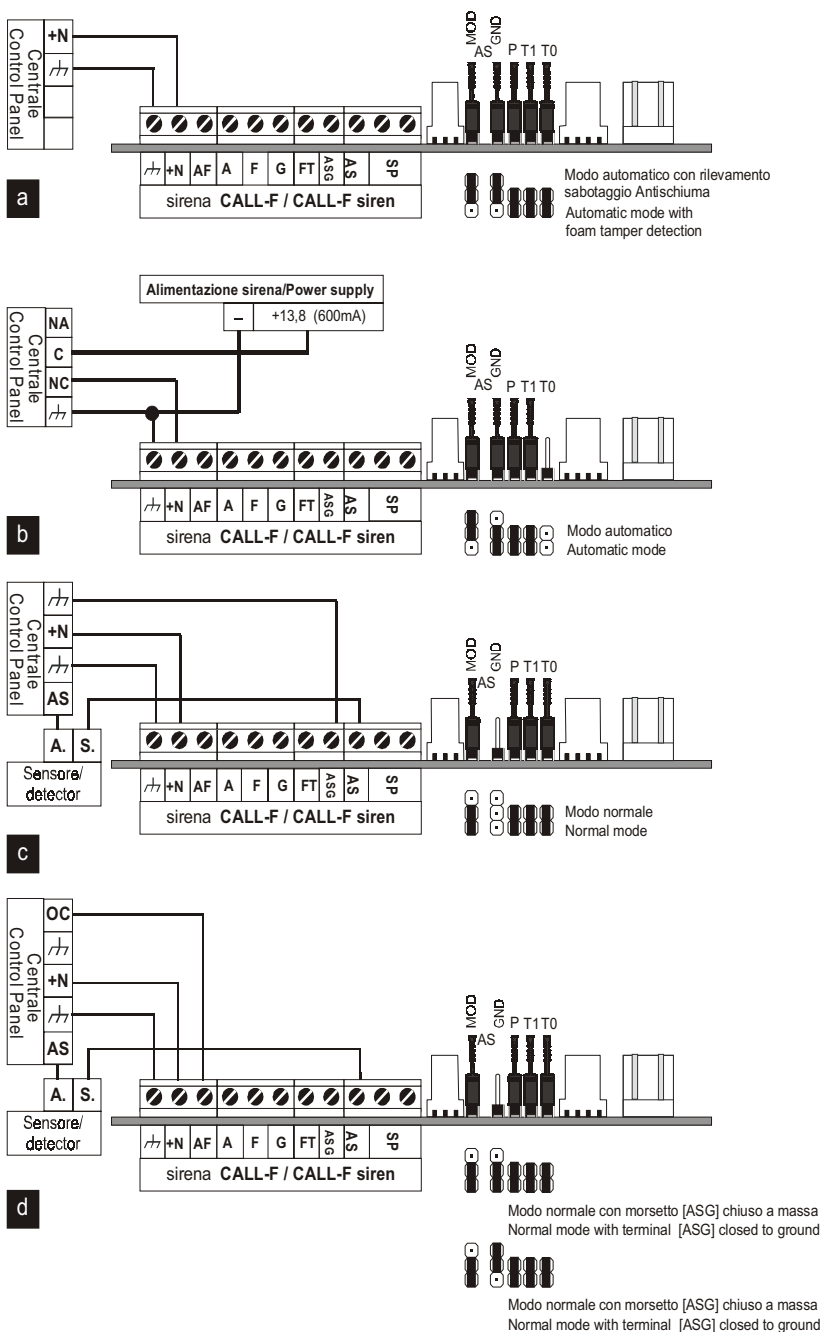 +N
Centrale
Control Panel
MOD
GND
AS
P T1 T0
+N AF A F G FT ASG AS SP
sirena CALL-F / CALL-F siren
a
Modo automatico con rilevamento
sabotaggio Antischiuma
Automatic mode with
foam tamper detection
Alimentazione sirena/Power supply
– +13,8 (600mA)
NA
C
NC
Centrale
Control Panel
MOD
GND
AS
P T1 T0
+N AF A F G FT ASG AS SP
sirena CALL-F / CALL-F siren
b
Modo automatico
Automatic mode
+N
AS
Centrale
Control Panel
A. S.
Sensore/
detector
MOD
GND
AS
P T1 T0
+N AF A F G FT ASG AS SP
sirena CALL-F / CALL-F siren
c
Modo normale
Normal mode
OC
+N
AS
Centrale
Control Panel
A. S.
Sensore/
detector
MOD
GND
AS
P T1 T0
+N AF A F G FT ASG AS SP
sirena CALL-F / CALL-F siren
d
Modo normale con morsetto [ASG] chiuso a massa
Normal mode with terminal [ASG] closed to ground
Modo normale con morsetto [ASG] chiuso a massa
Normal mode with terminal [ASG] closed to ground